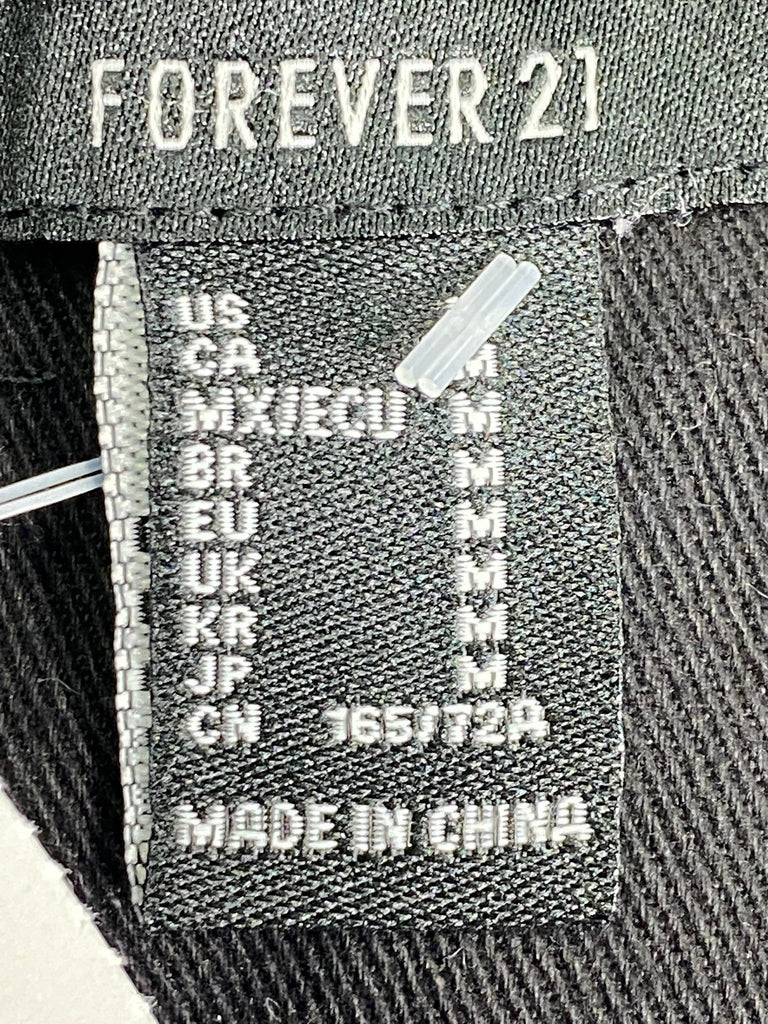 FOREVER 21
US
CA M
MX/ECU M
BR M
EU M
UK M
KR M
JP M
CN 165/72A
MADE IN CHINA